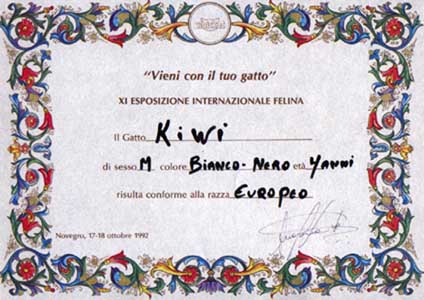 "Vieni con il tuo gatto"
XI ESPOSIZIONE INTERNAZIONALE FELINA
Il Gatto KiWi
di sesso M colore BiANCO-NERO età 4ANNi
risulta conforme alla razza EUROPEO
Novegro, 17-18 ottobre 1992